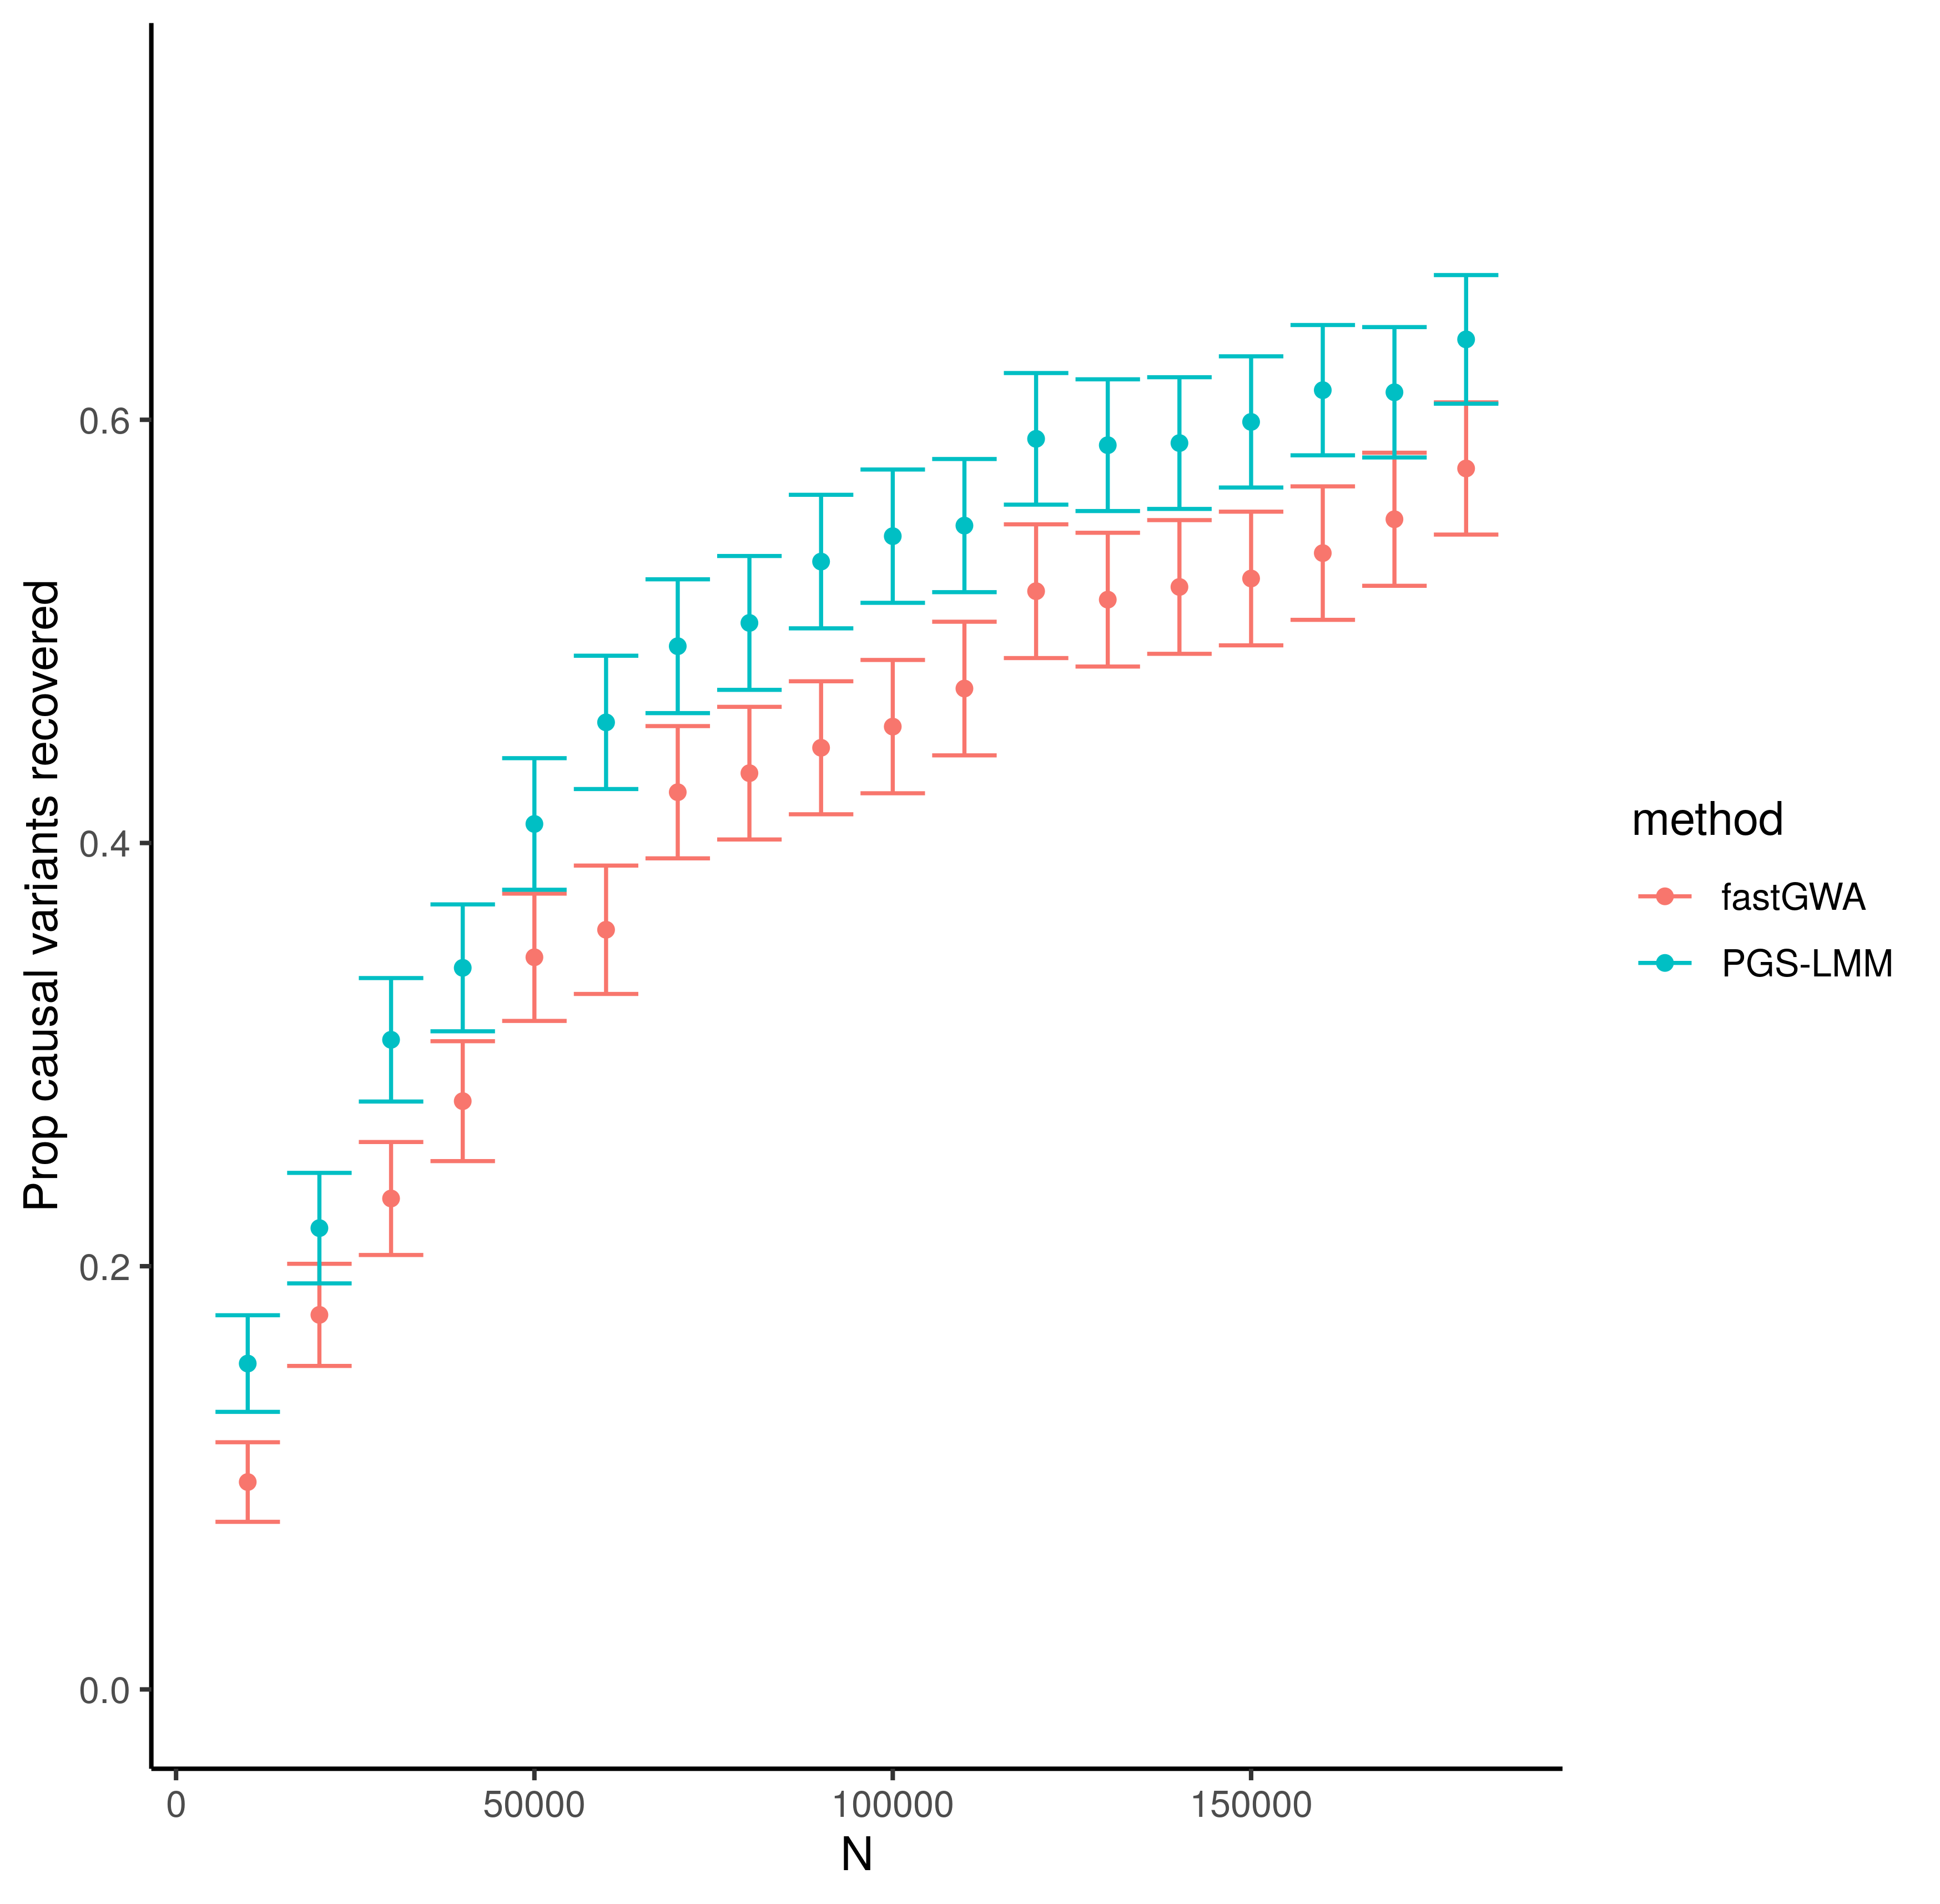 Prop causal variants recovered
0.6
0.4
0.2
0.0
0
50000
100000
150000
N
method
fastGWA
PGS-LMM